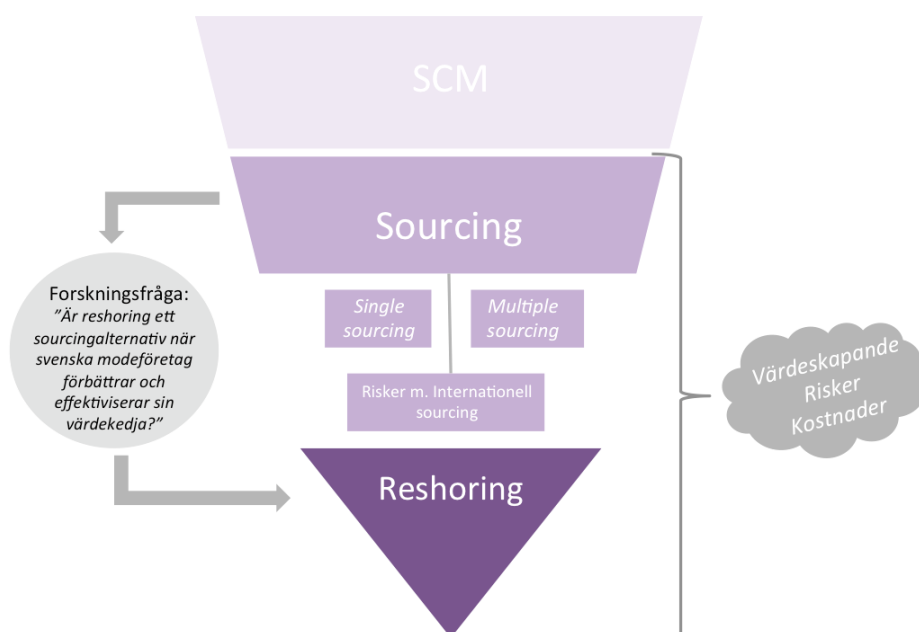 SCM
Sourcing
Forskningsfråga:
”Är reshoring ett
sourcingalternativ när
svenska modeföretag
förbättrar och
effektiviserar sin
värdekedja?”
Single
sourcing
Multiple
sourcing
Risker m. Internationell
sourcing
Reshoring
Värdeskapande
Risker
Kostnader